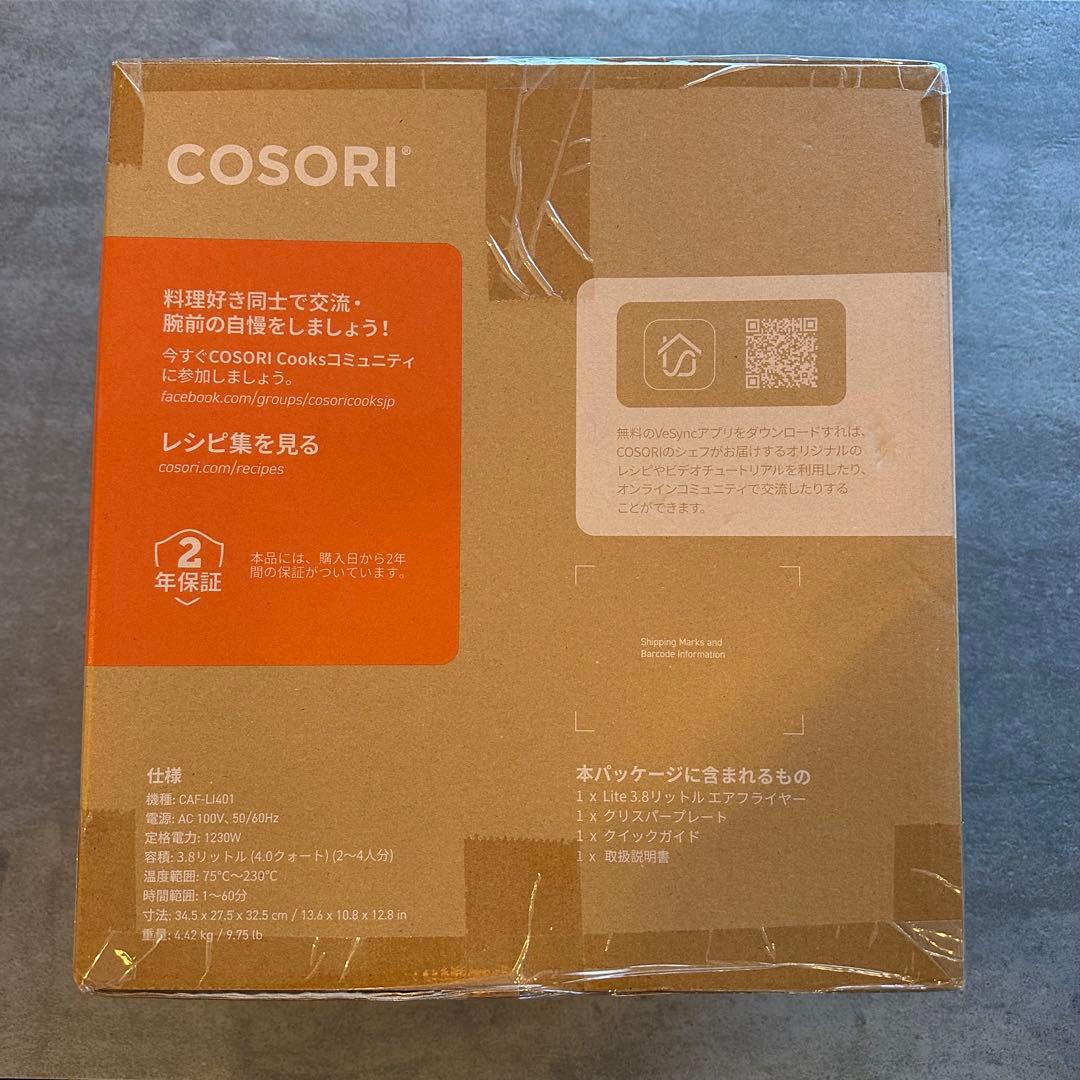 COSORI®
料理好き同士で交流・
腕前の自慢をしましょう！
今すぐCOSORI Cooksコミュニティ
に参加しましょう。
facebook.com/groups/cosoricooksjp
レシピ集を見る
cosori.com/recipes
2
年保証
本品には、購入日から2年
間の保証がついています。
無料のVeSyncアプリをダウンロードすれば、
COSORIのシェフがお届けするオリジナルの
レシピやビデオチュートリアルを利用したり、
オンラインコミュニティで交流したりする
ことができます。
Shipping Marks and
Barcode Information
仕様
機種: CAF-LI401
電源: AC 100V、50/60Hz
定格電力: 1230W
容積: 3.8リットル (4.0クォート) (2～4人分)
温度範囲: 75°C～230°C
時間範囲: 1～60分
寸法: 34.5 x 27.5 x 32.5 cm / 13.6 x 10.8 x 12.8 in
重量: 4.42 kg / 9.75 lb
本パッケージに含まれるもの
1 x Lite 3.8リットル エアフライヤー
1 x クリスパープレート
1 x クイックガイド
1 x 取扱説明書